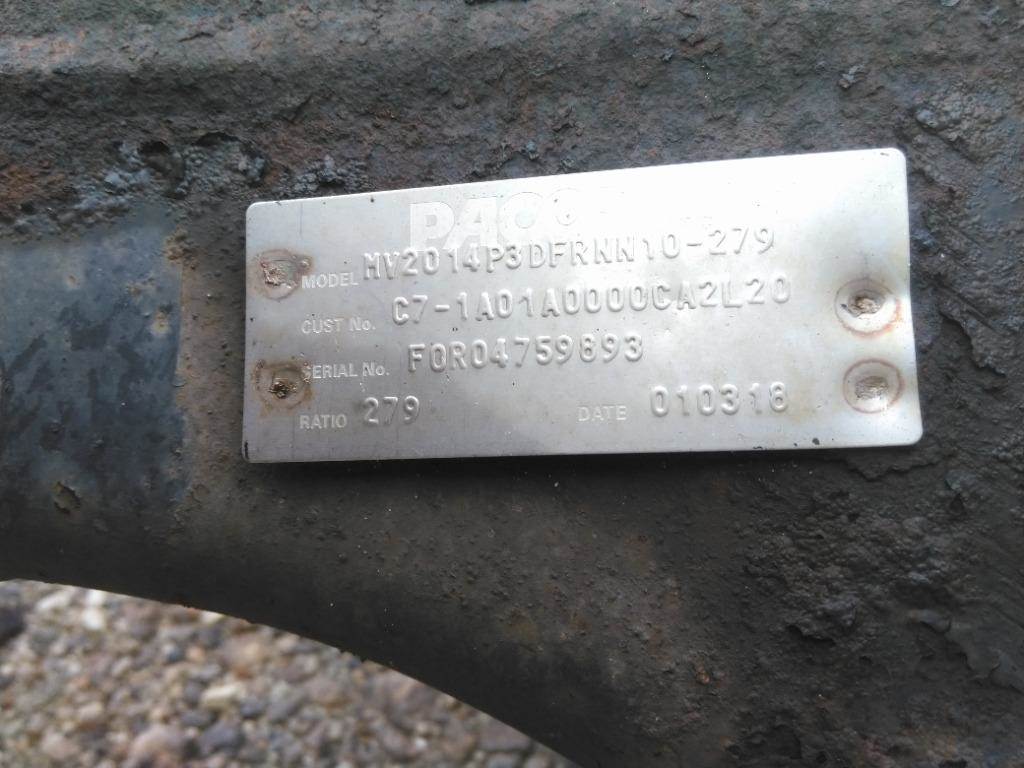 MODEL MV2014P3DFRNN10-279
CUST No. C7-1A01A0000CA2L20
SERIAL No. F0R04759893
RATIO 279 DATE 010318